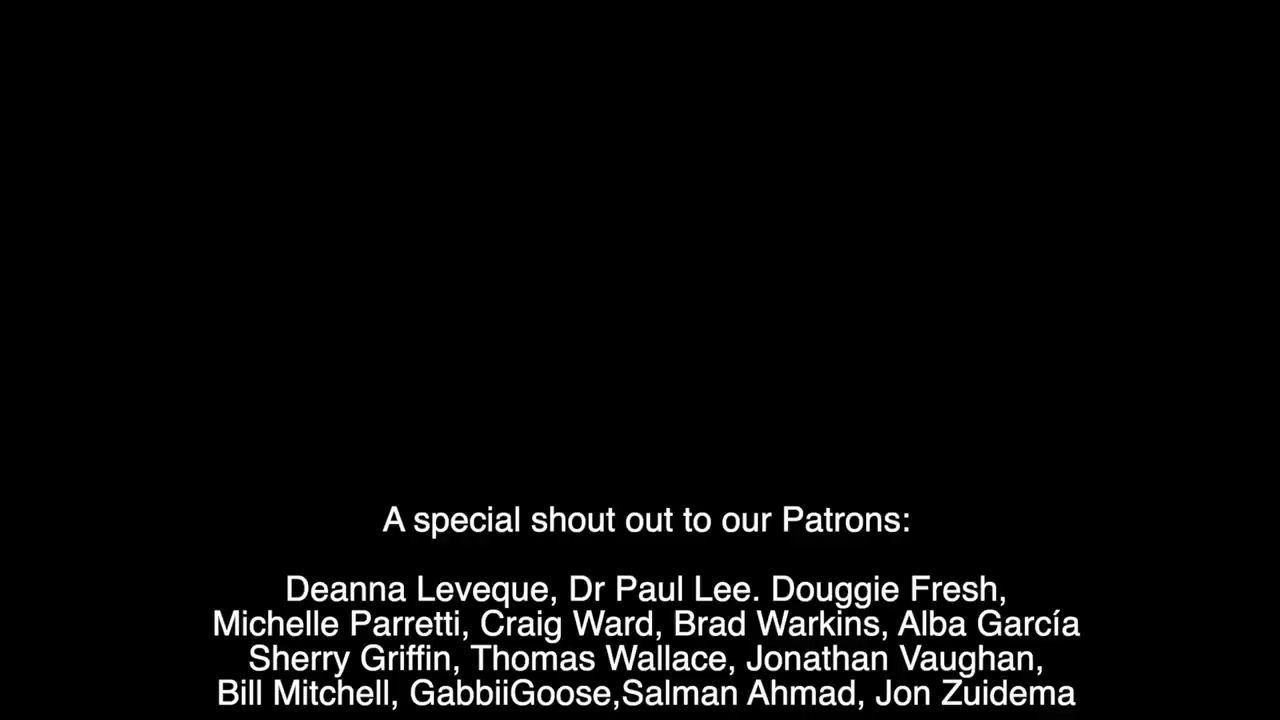 A special shout out to our Patrons:
Deanna Leveque, Dr Paul Lee. Douggie Fresh,
Michelle Parretti, Craig Ward, Brad Warkins, Alba García
Sherry Griffin, Thomas Wallace, Jonathan Vaughan,
Bill Mitchell, GabbiiGoose,Salman Ahmad, Jon Zuidema